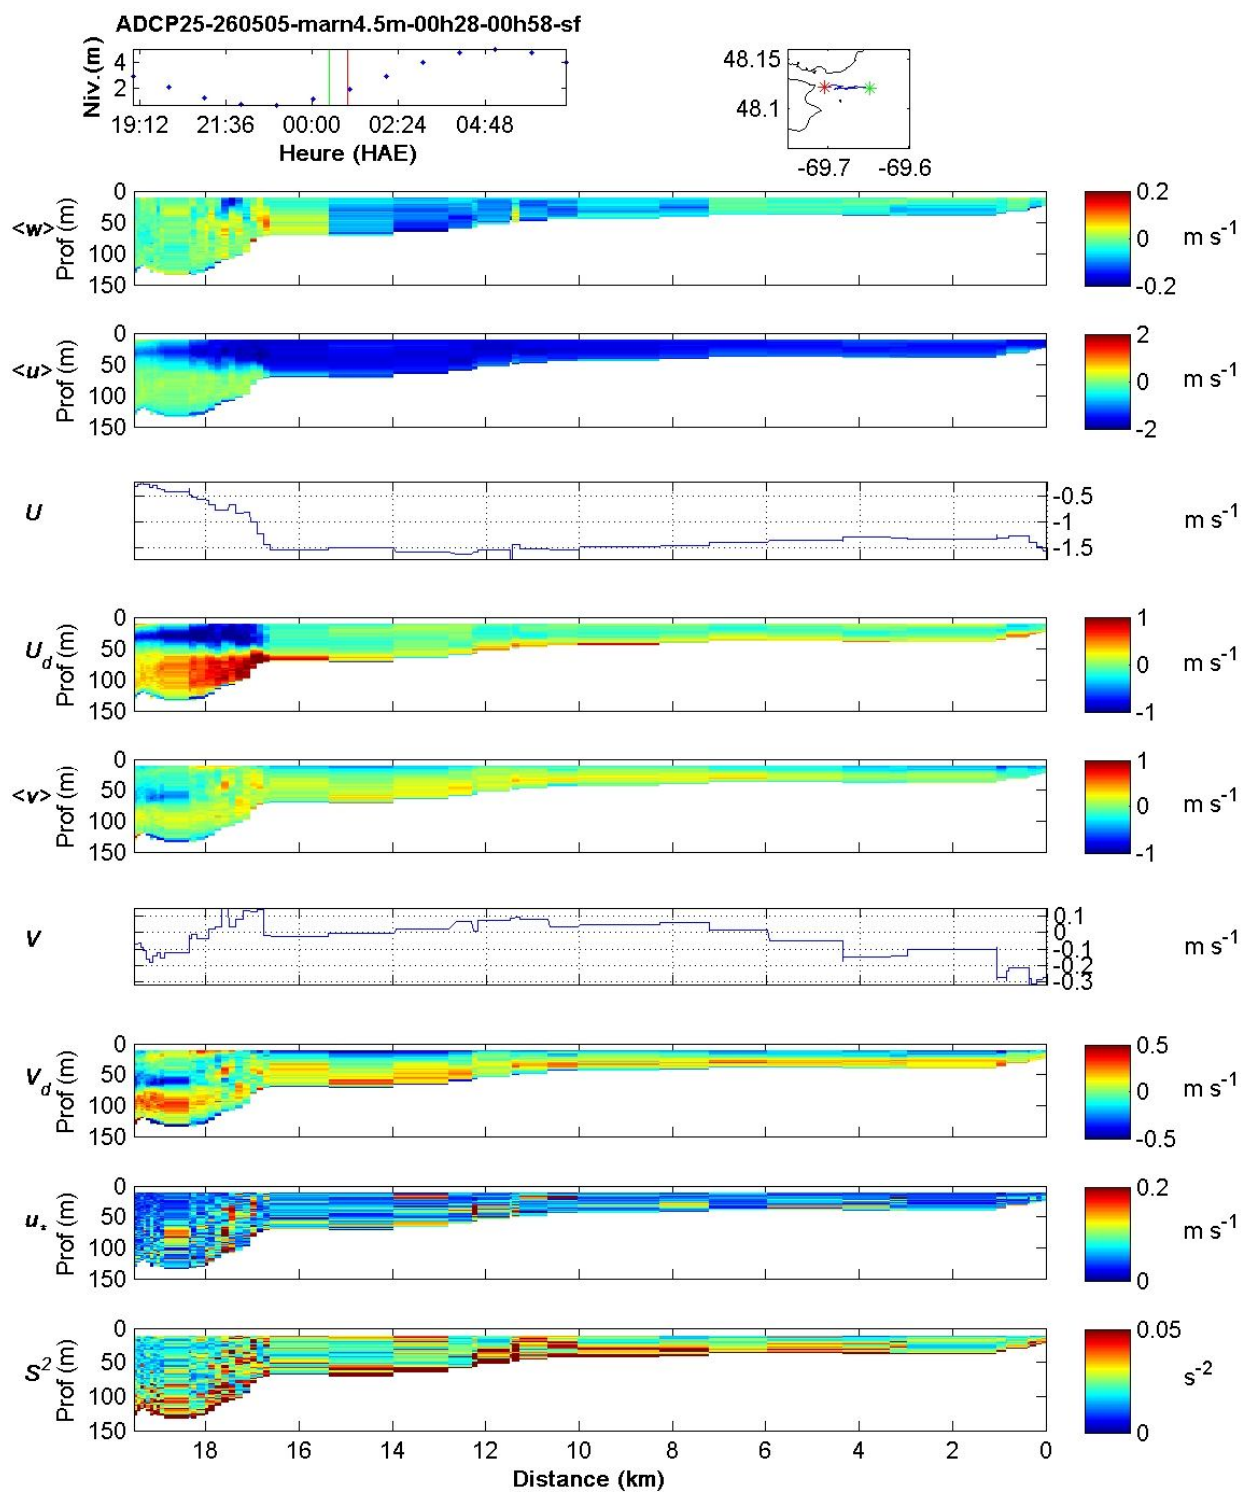 ADCP25-260505-marn4.5m-00h28-00h58-sf
Niv.(m)
4
2
19:12 21:36 00:00 02:24 04:48
Heure (HAE)
48.15
48.1
-69.7 -69.6
<w>
Prof (m)
0
50
100
150
0.2
0
-0.2
m s-1
<u>
Prof (m)
0
50
100
150
2
0
-2
m s-1
U
-0.5
-1
-1.5
m s-1
Ud
Prof (m)
0
50
100
150
1
0
-1
m s-1
<v>
Prof (m)
0
50
100
150
1
0
-1
m s-1
V
0.1
0
-0.1
-0.2
-0.3
m s-1
Vd
Prof (m)
0
50
100
150
0.5
0
-0.5
m s-1
u*
Prof (m)
0
50
100
150
0.2
0
m s-1
S2
Prof (m)
0
50
100
150
0.05
0
s-2
18 16 14 12 10 8 6 4 2 0
Distance (km)